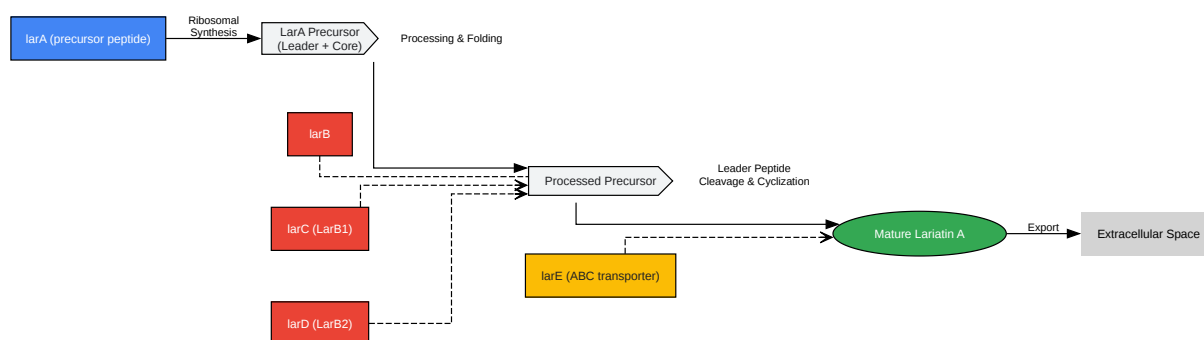 larA (precursor peptide)
Ribosomal
Synthesis
LarA Precursor
(Leader + Core)
Processing & Folding
larB
Processed Precursor
Leader Peptide
Cleavage & Cyclization
larC (LarB1)
Mature Lariatin A
Export
Extracellular Space
larE (ABC transporter)
larD (LarB2)